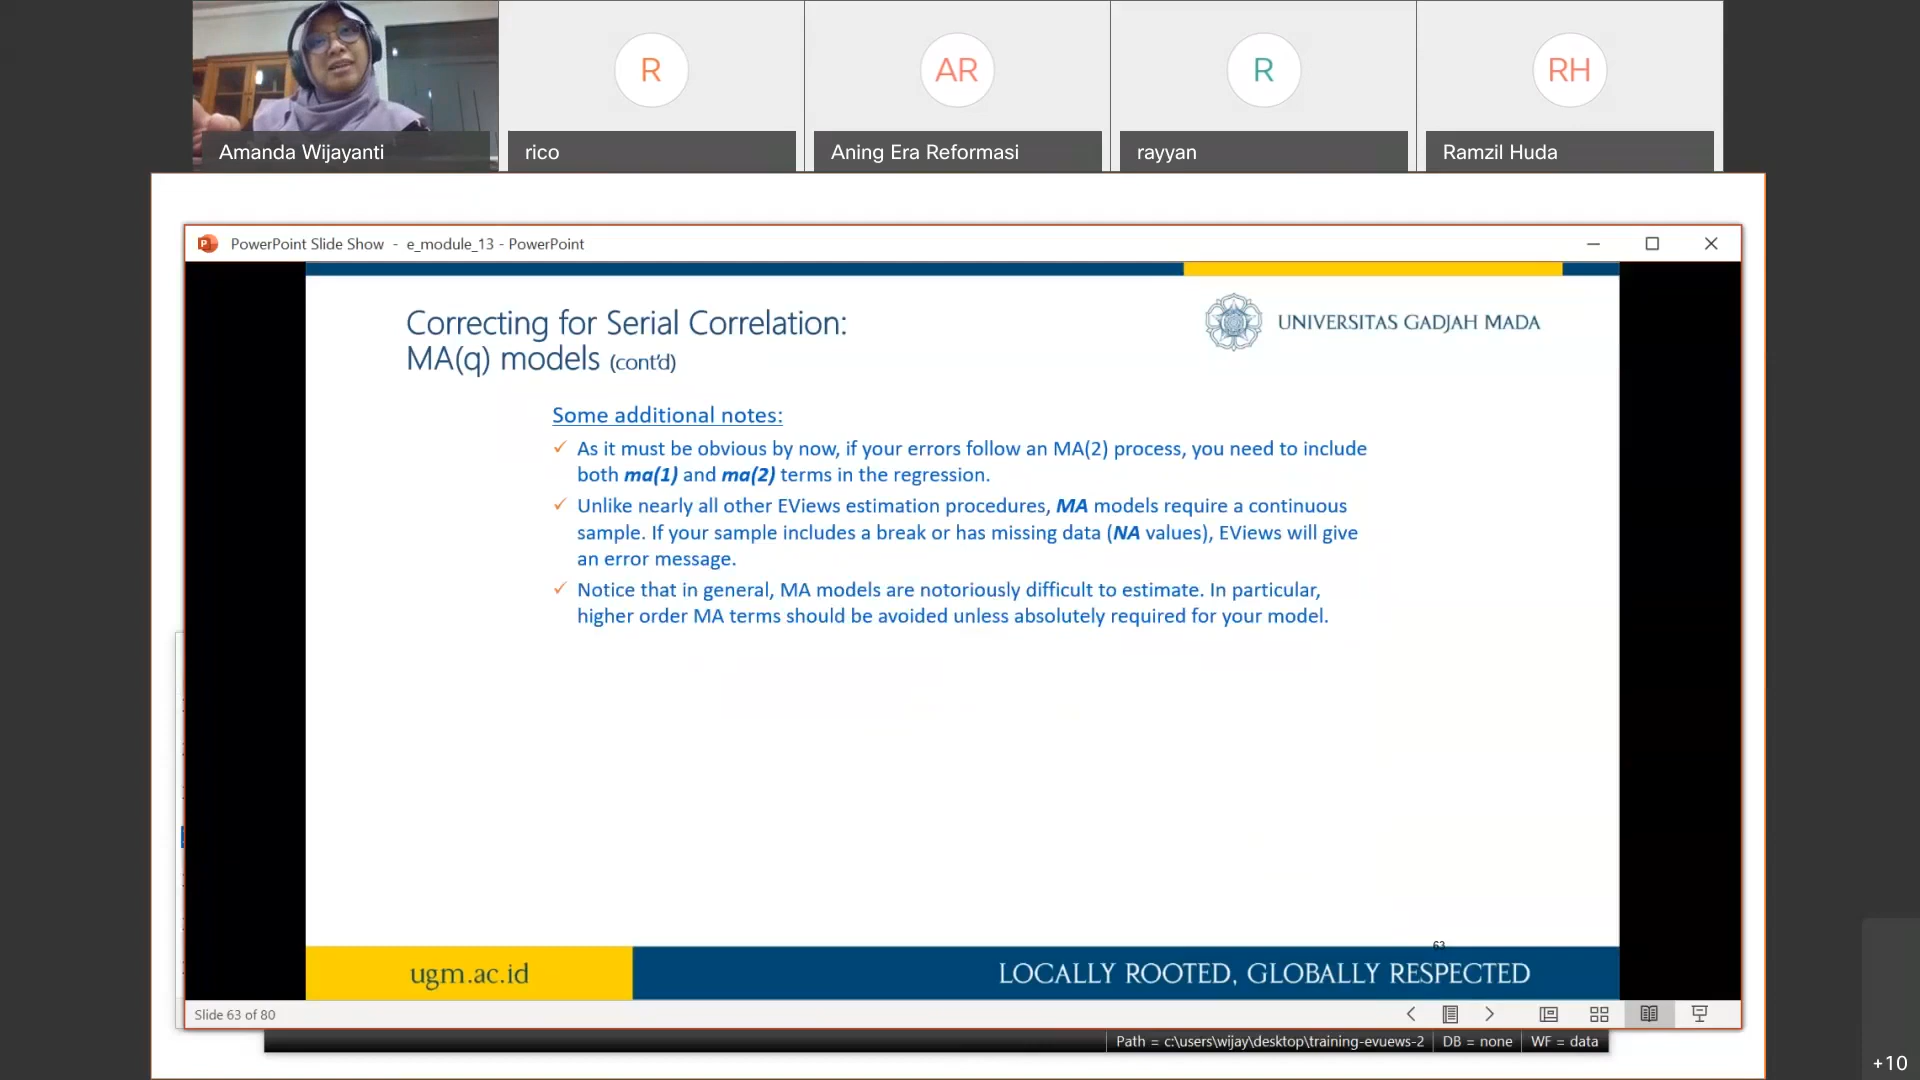 R
AR
R
RH
Amanda Wijayanti
rico
Aning Era Reformasi
rayyan
Ramzil Huda
PowerPoint Slide Show - e_module_13 - PowerPoint
Correcting for Serial Correlation:
MA(q) models (cont'd)
UNIVERSITAS GADJAH MADA
Some additional notes:
✓ As it must be obvious by now, if your errors follow an MA(2) process, you need to include
both ma(1) and ma(2) terms in the regression.
✓ Unlike nearly all other EViews estimation procedures, MA models require a continuous
sample. If your sample includes a break or has missing data (NA values), EViews will give
an error message.
✓ Notice that in general, MA models are notoriously difficult to estimate. In particular,
higher order MA terms should be avoided unless absolutely required for your model.
63
ugm.ac.id
LOCALLY ROOTED, GLOBALLY RESPECTED
Slide 63 of 80
Path = c:\users\wijay\desktop\training-evuews-2
DB = none
WF = data
+10